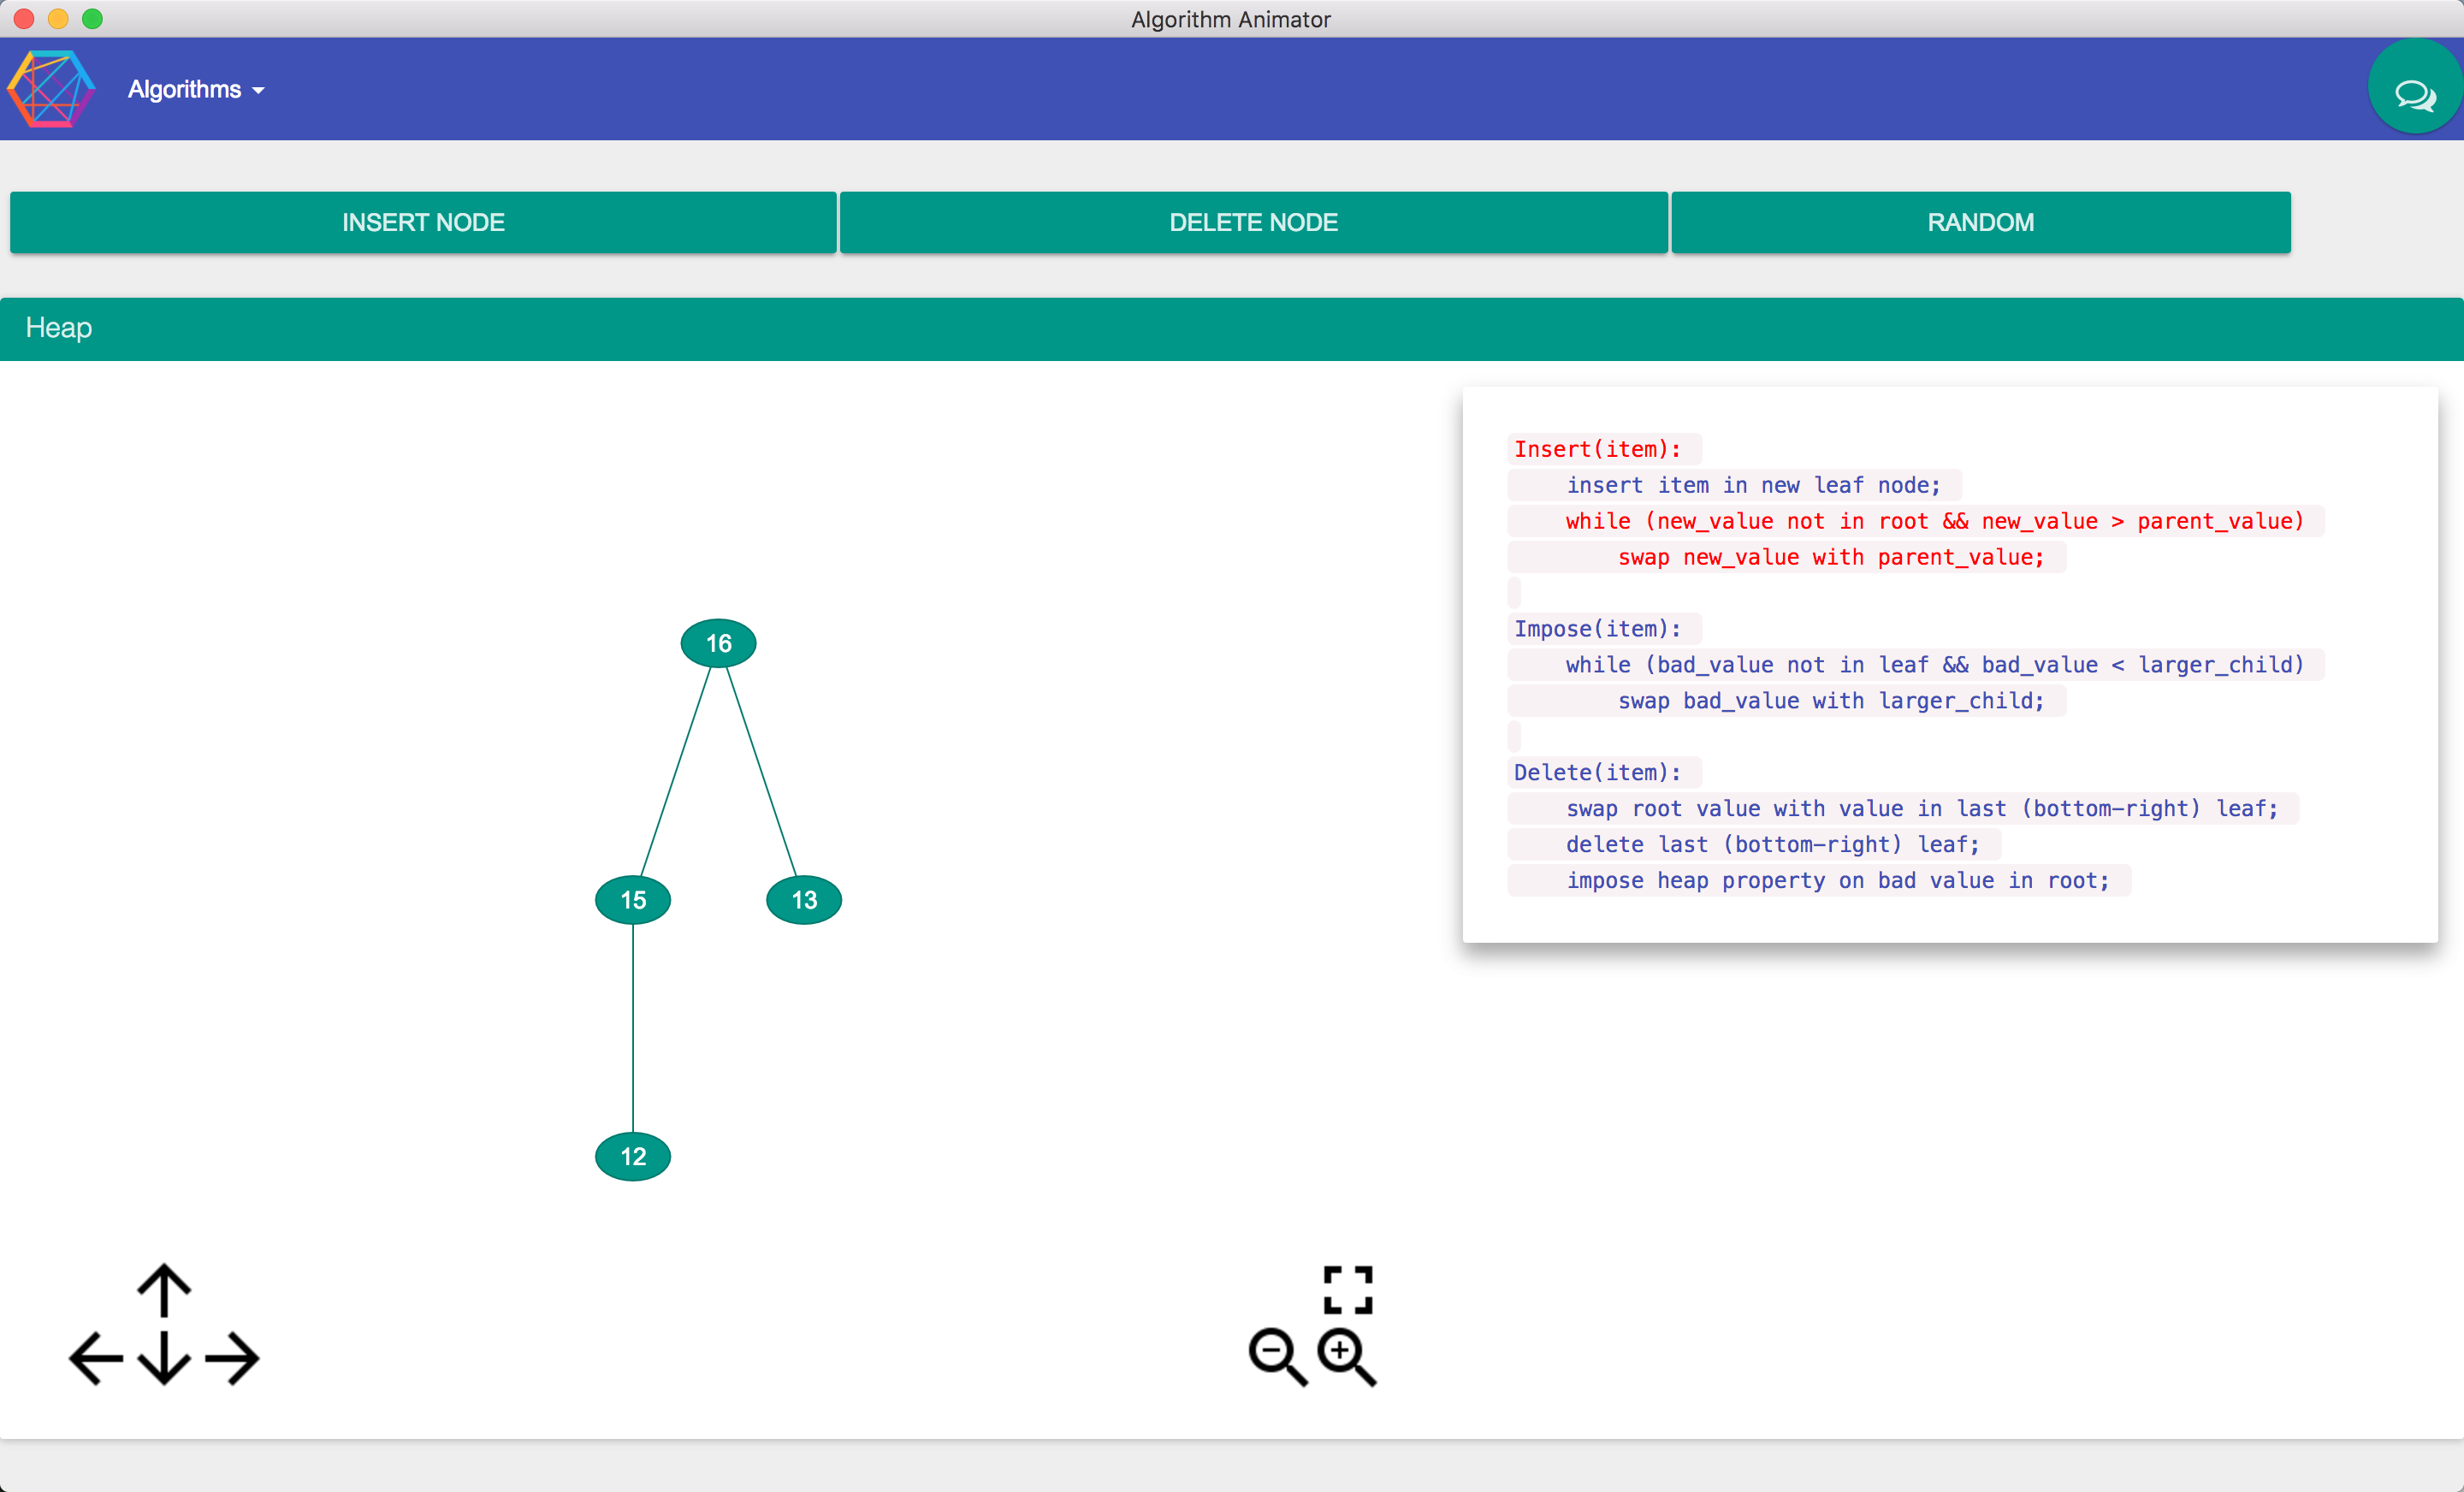 Algorithm Animator
Algorithms
INSERT NODE
DELETE NODE
RANDOM
Heap
Insert(item):
insert item in new leaf node;
while (new_value not in root && new_value > parent_value)
swap new_value with parent_value;
Impose(item):
while (bad_value not in leaf && bad_value < larger_child)
swap bad_value with larger_child;
Delete(item):
swap root value with value in last (bottom-right) leaf;
delete last (bottom-right) leaf;
impose heap property on bad value in root;
16
15
13
12